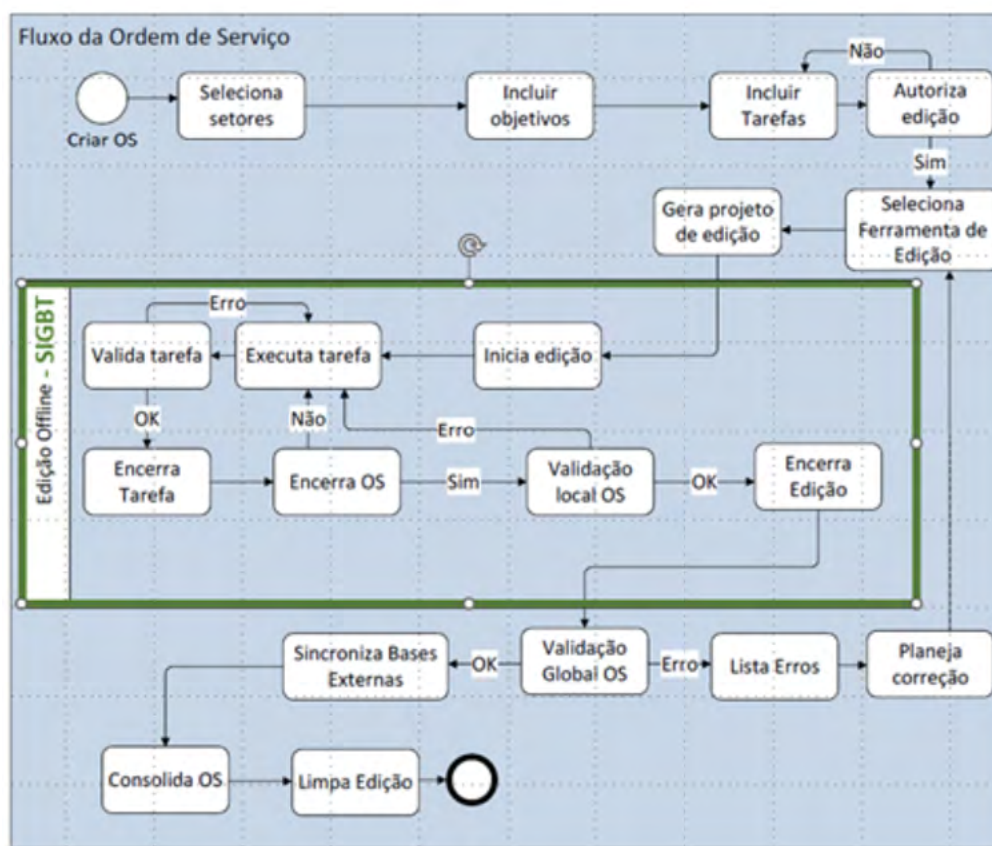 Fluxo da Ordem de Serviço
Criar OS
Seleciona
setores
Incluir
objetivos
Incluir
Tarefas
Não
Autoriza
edição
Sim
Seleciona
Ferramenta de
Edição
Gera projeto
de edição
Edição Offline - SIGBT
Inicia edição
Executa tarefa
Erro
Valida tarefa
OK
Encerra
Tarefa
Não
Encerra OS
Sim
Erro
Validação
local OS
OK
Encerra
Edição
Validação
Global OS
Erro
Lista Erros
Planeja
correção
OK
Sincroniza Bases
Externas
Consolida OS
Limpa Edição